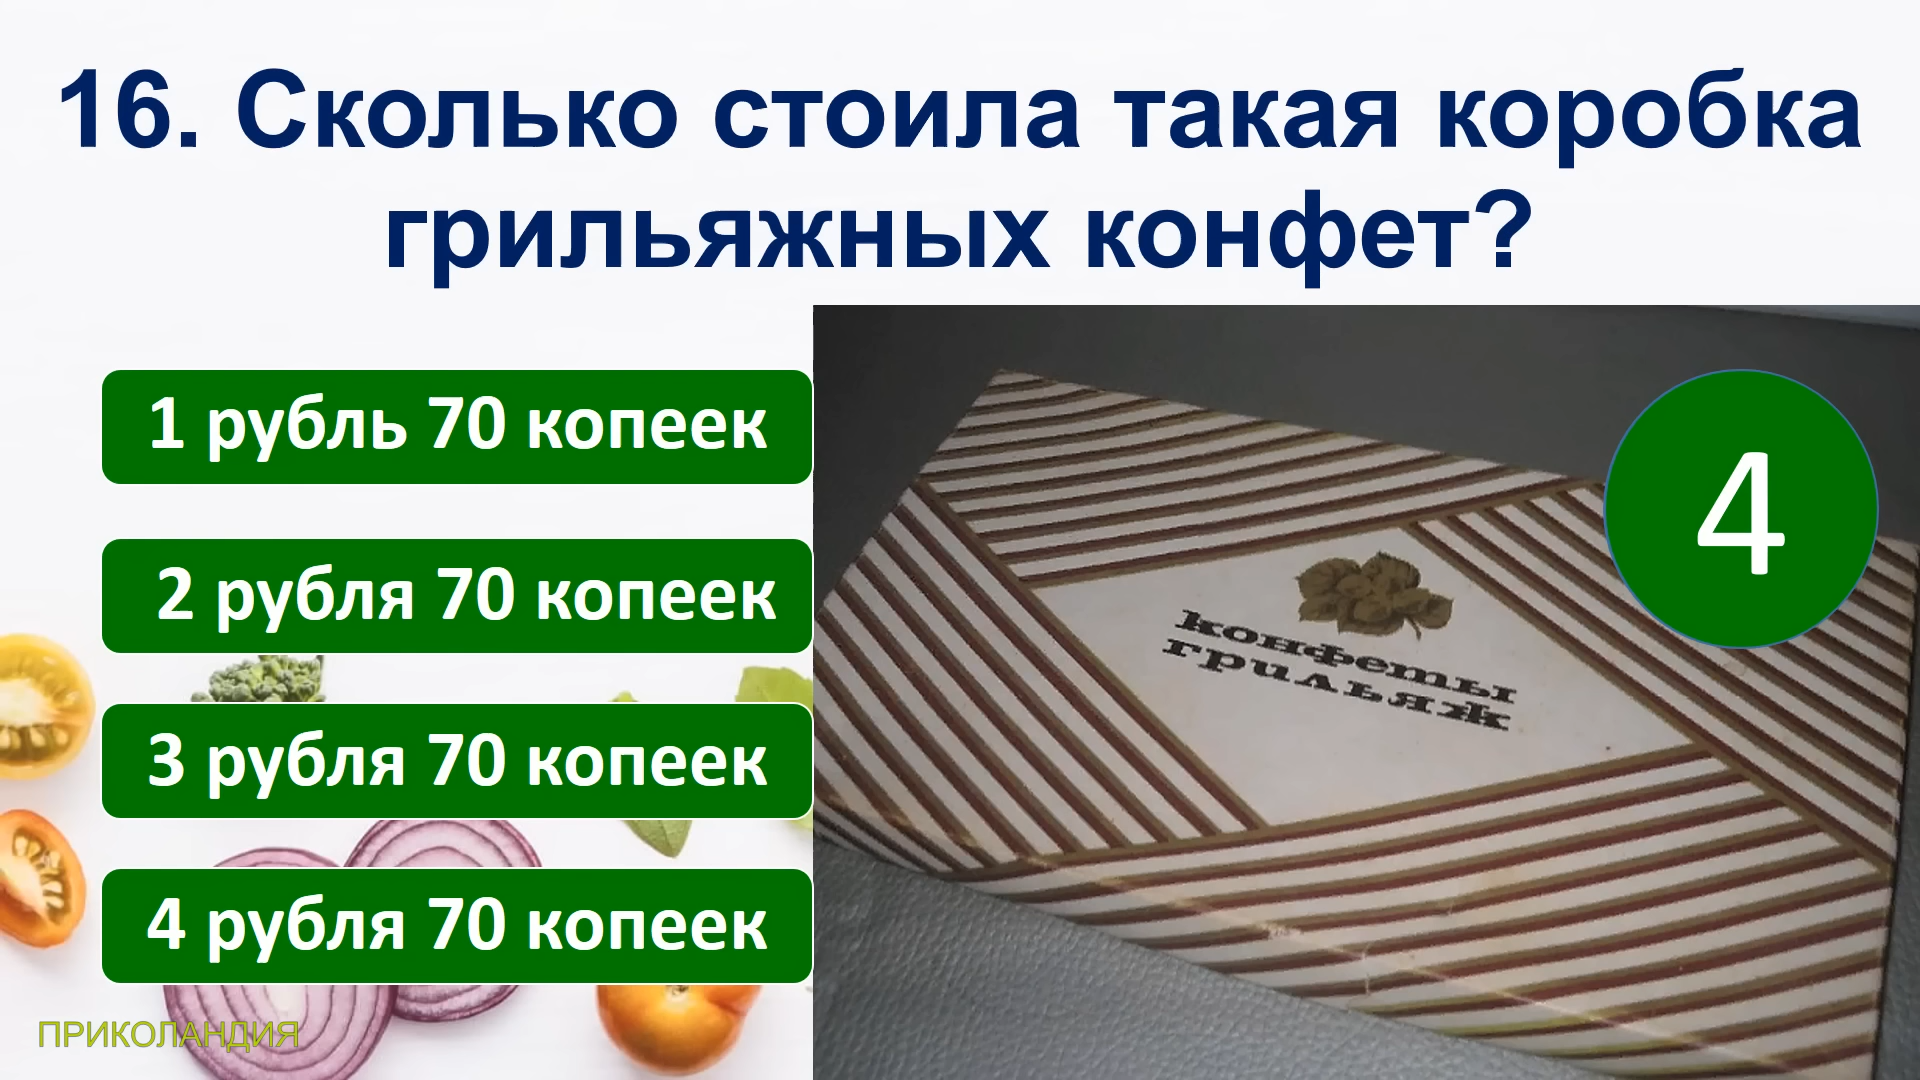 16. Сколько стоила такая коробка
грильяжных конфет?
1 рубль 70 копеек
2 рубля 70 копеек
3 рубля 70 копеек
4 рубля 70 копеек
4
конфеты
грильяж
ПРИКОЛАНДИЯ